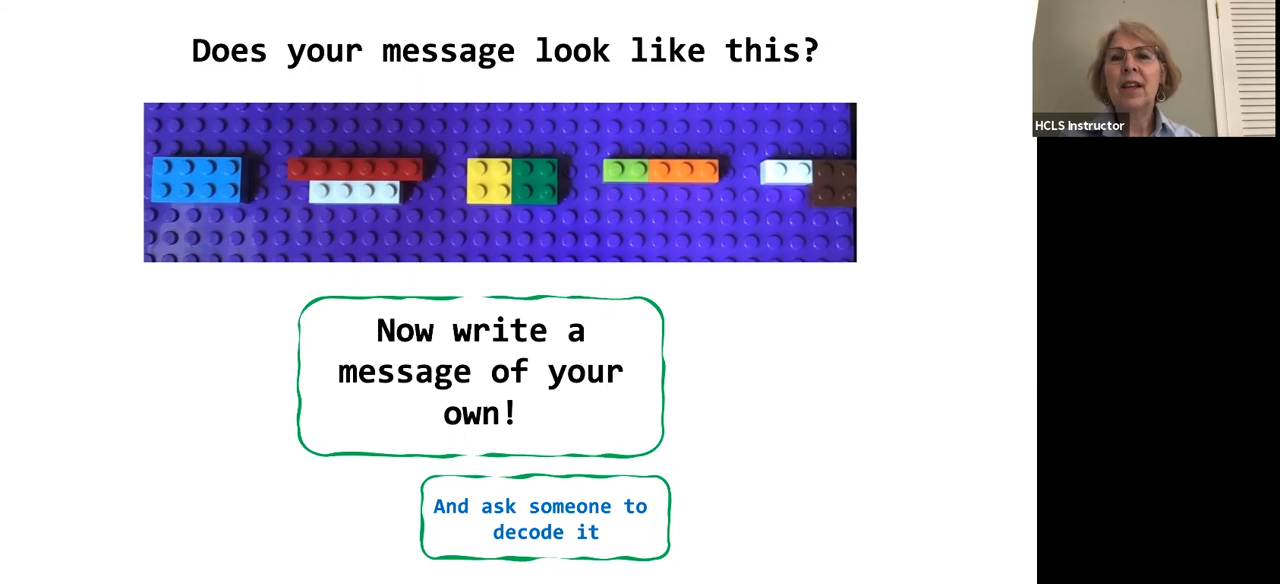 Does your message look like this?
HCLS Instructor
Now write a
message of your
own!
And ask someone to
decode it